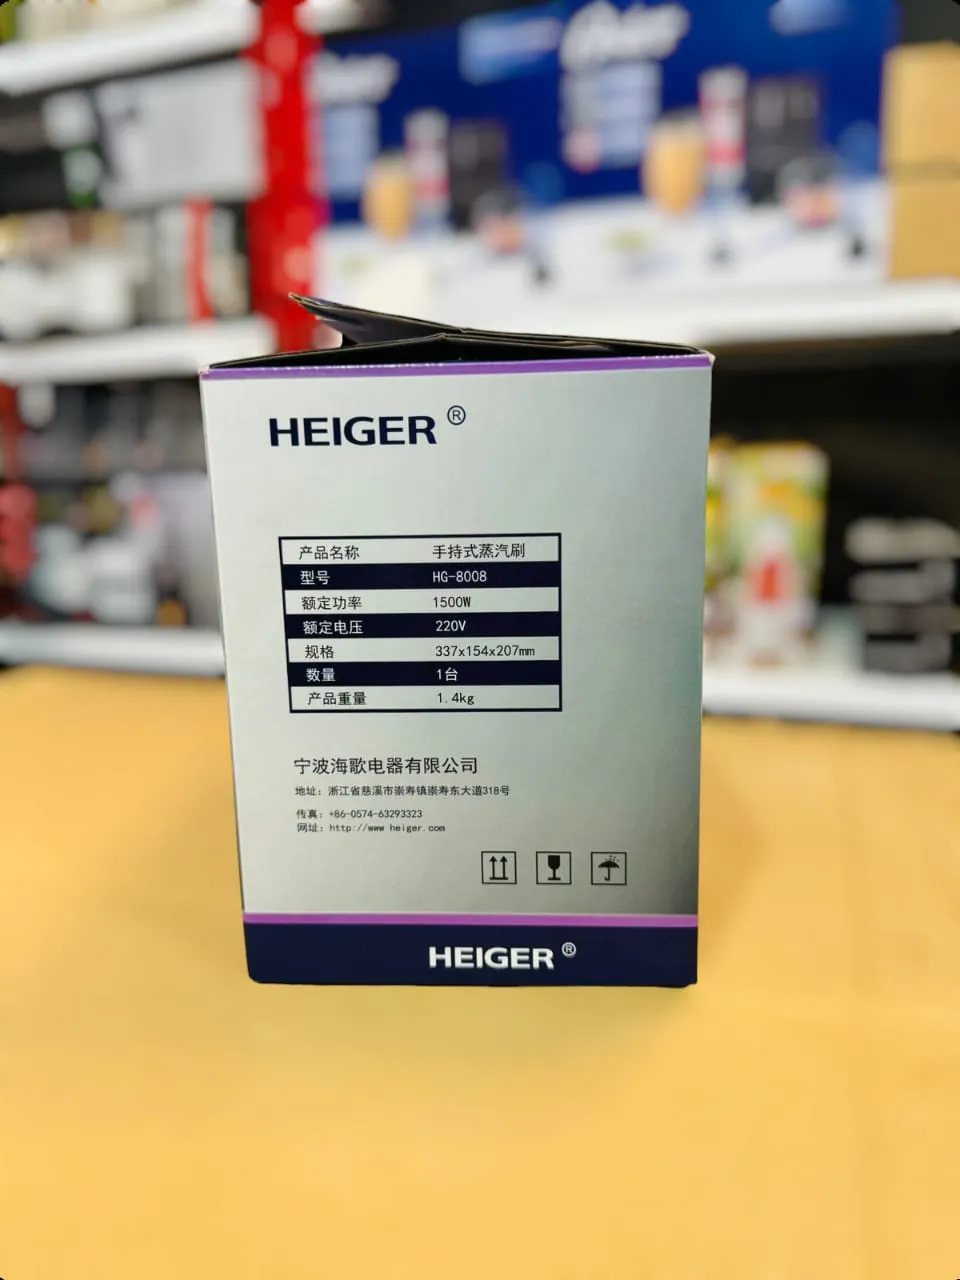 HEIGER ®
产品名称 手持式蒸汽刷
型号 HG-8008
额定功率 1500W
额定电压 220V
规格 337x154x207mm
数量 1台
产品重量 1.4kg
宁波海歌电器有限公司
地址：浙江省慈溪市崇寿镇崇寿东大道318号
传真：+86-0574-63293323
网址：http://www heiger.com
HEIGER ®